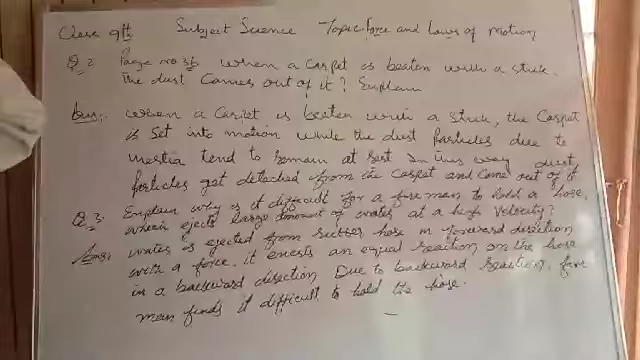 Class 9th Subject Science Topic Force and Laws of Motion
Q.2 Page no 36 When a carpet is beaten with a stick.
The dust comes out of it? Explain
Ans:. When a Carpet is beaten with a stick, the Carpet
is Set into motion while the dust Particles due to
inertia tend to remain at rest In this way dust
Particles get detached from the Carpet and Come out of it
Q.3 Explain why is it difficult for a fire man to hold a hose,
which ejects large amount of water at a high velocity?
Ans: water is ejected from rubber hose in forward direction
with a force. it exerts an equal reaction on the hose
in a backward direction Due to backward reaction, fire
man finds it difficult to hold the hose.